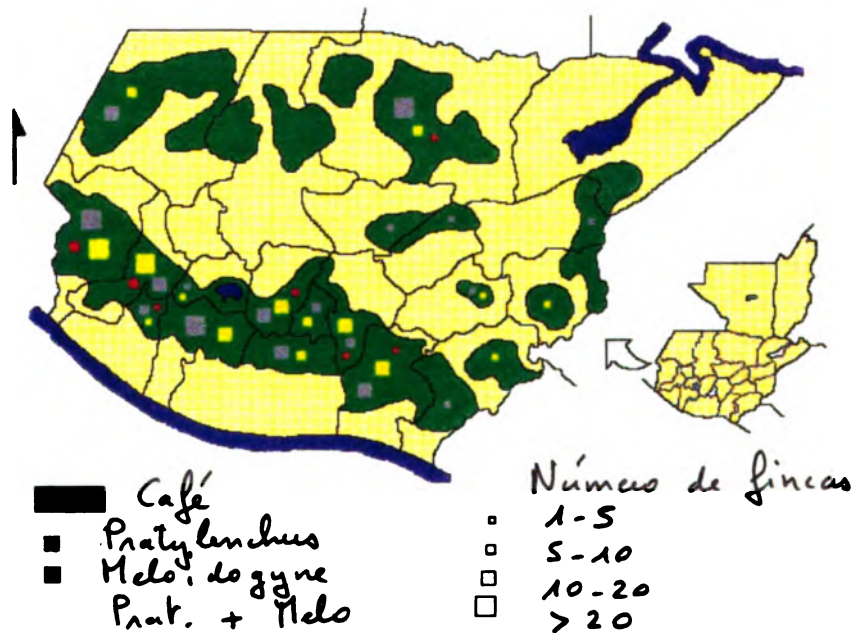 Café
Pratylenchus
Meloidogyne
Prat. + Melo
Número de fincas
1-5
5-10
10-20
> 20